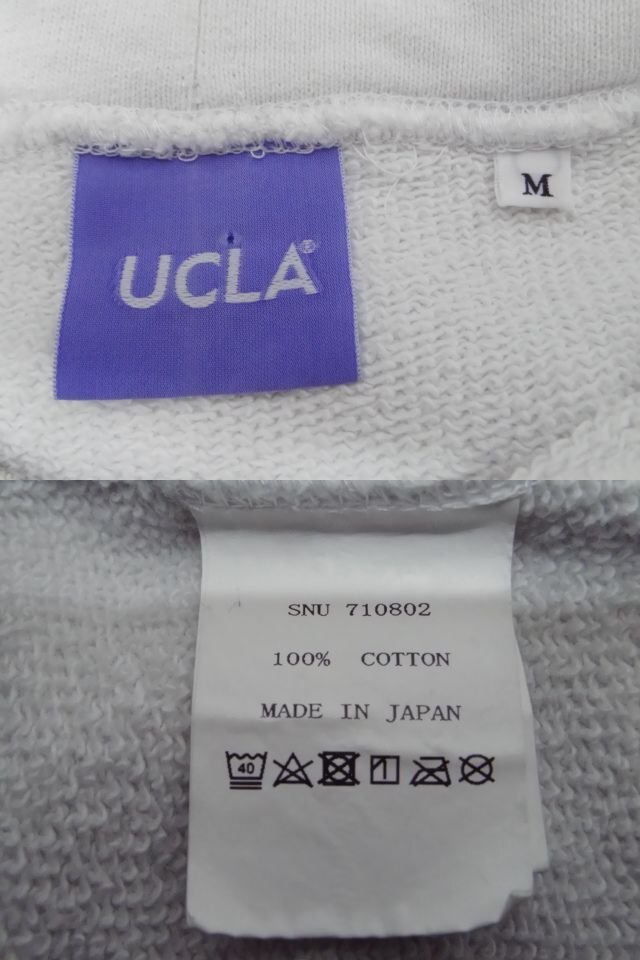 UCLA®
M
SNU 710802
100% COTTON
MADE IN JAPAN
40